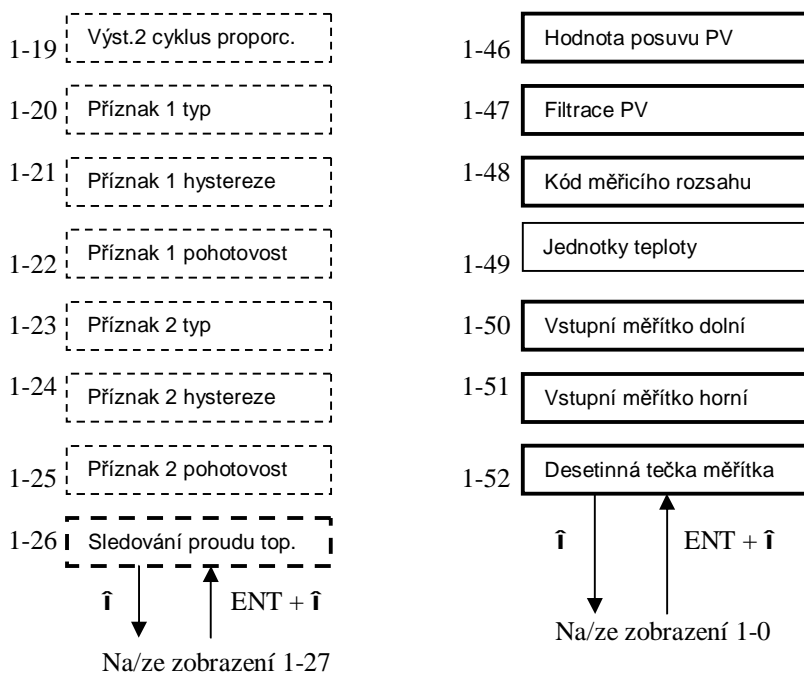 1-19 Výst.2 cyklus proporc.
1-20 Příznak 1 typ
1-21 Příznak 1 hystereze
1-22 Příznak 1 pohotovost
1-23 Příznak 2 typ
1-24 Příznak 2 hystereze
1-25 Příznak 2 pohotovost
1-26 Sledování proudu top.
î ENT + î
Na/ze zobrazení 1-27
1-46 Hodnota posuvu PV
1-47 Filtrace PV
1-48 Kód měřicího rozsahu
1-49 Jednotky teploty
1-50 Vstupní měřítko dolní
1-51 Vstupní měřítko horní
1-52 Desetinná tečka měřítka
î ENT + î
Na/ze zobrazení 1-0